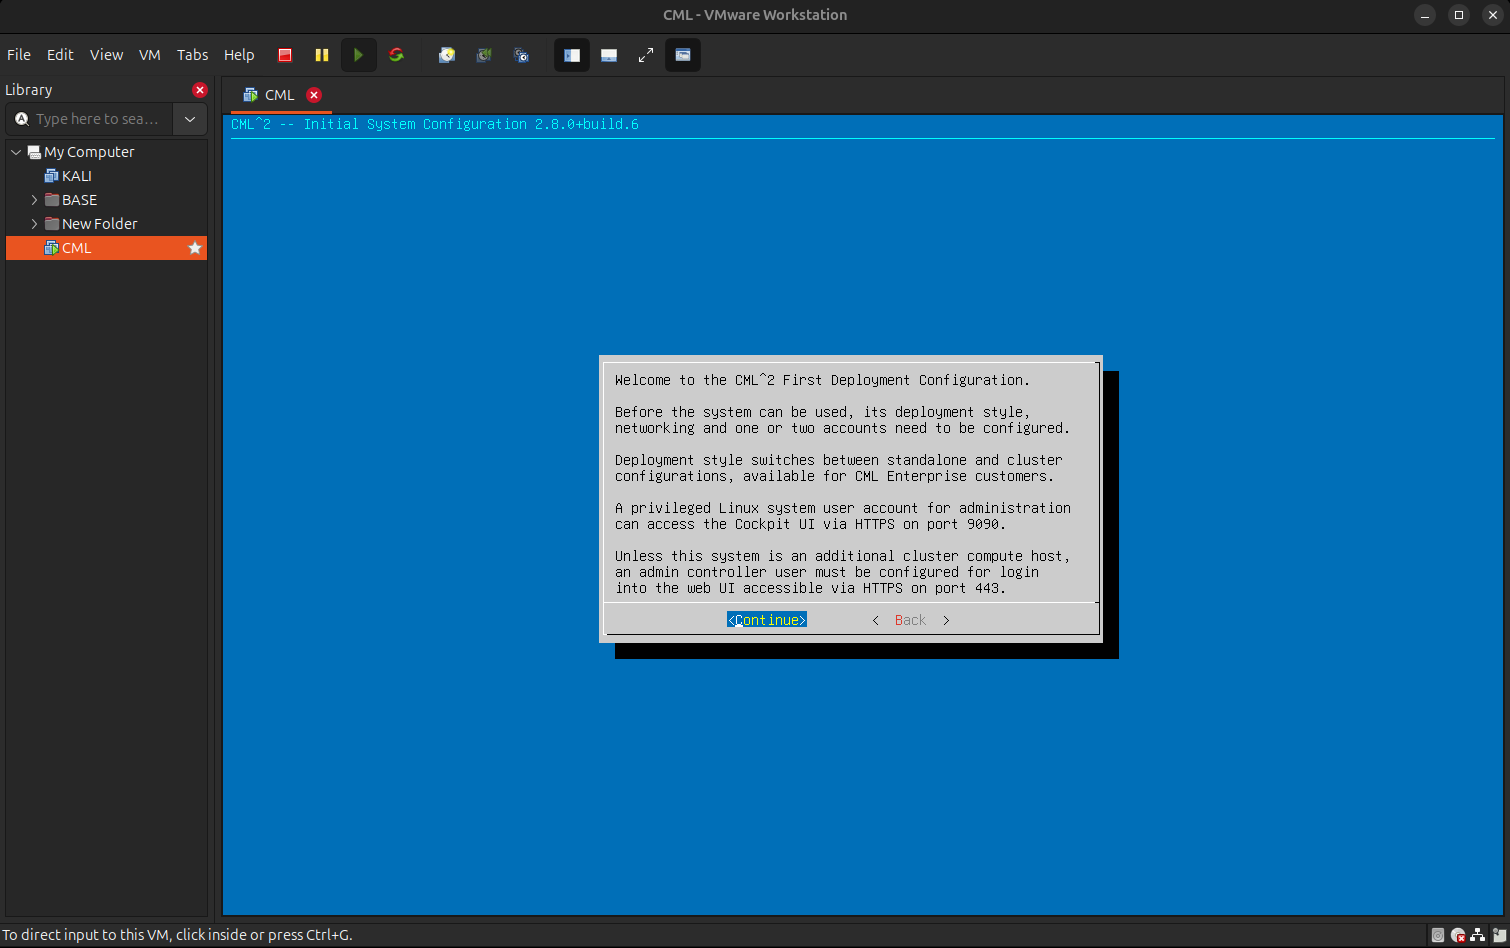 CML - VMware Workstation
File Edit View VM Tabs Help
Library
Type here to sea...
My Computer
KALI
BASE
New Folder
CML
CML
CML^2 -- Initial System Configuration 2.8.0+build.6
Welcome to the CML^2 First Deployment Configuration.
Before the system can be used, its deployment style,
networking and one or two accounts need to be configured.
Deployment style switches between standalone and cluster
configurations, available for CML Enterprise customers.
A privileged Linux system user account for administration
can access the Cockpit UI via HTTPS on port 9090.
Unless this system is an additional cluster compute host,
an admin controller user must be configured for login
into the web UI accessible via HTTPS on port 443.
<Continue> < Back >
To direct input to this VM, click inside or press Ctrl+G.